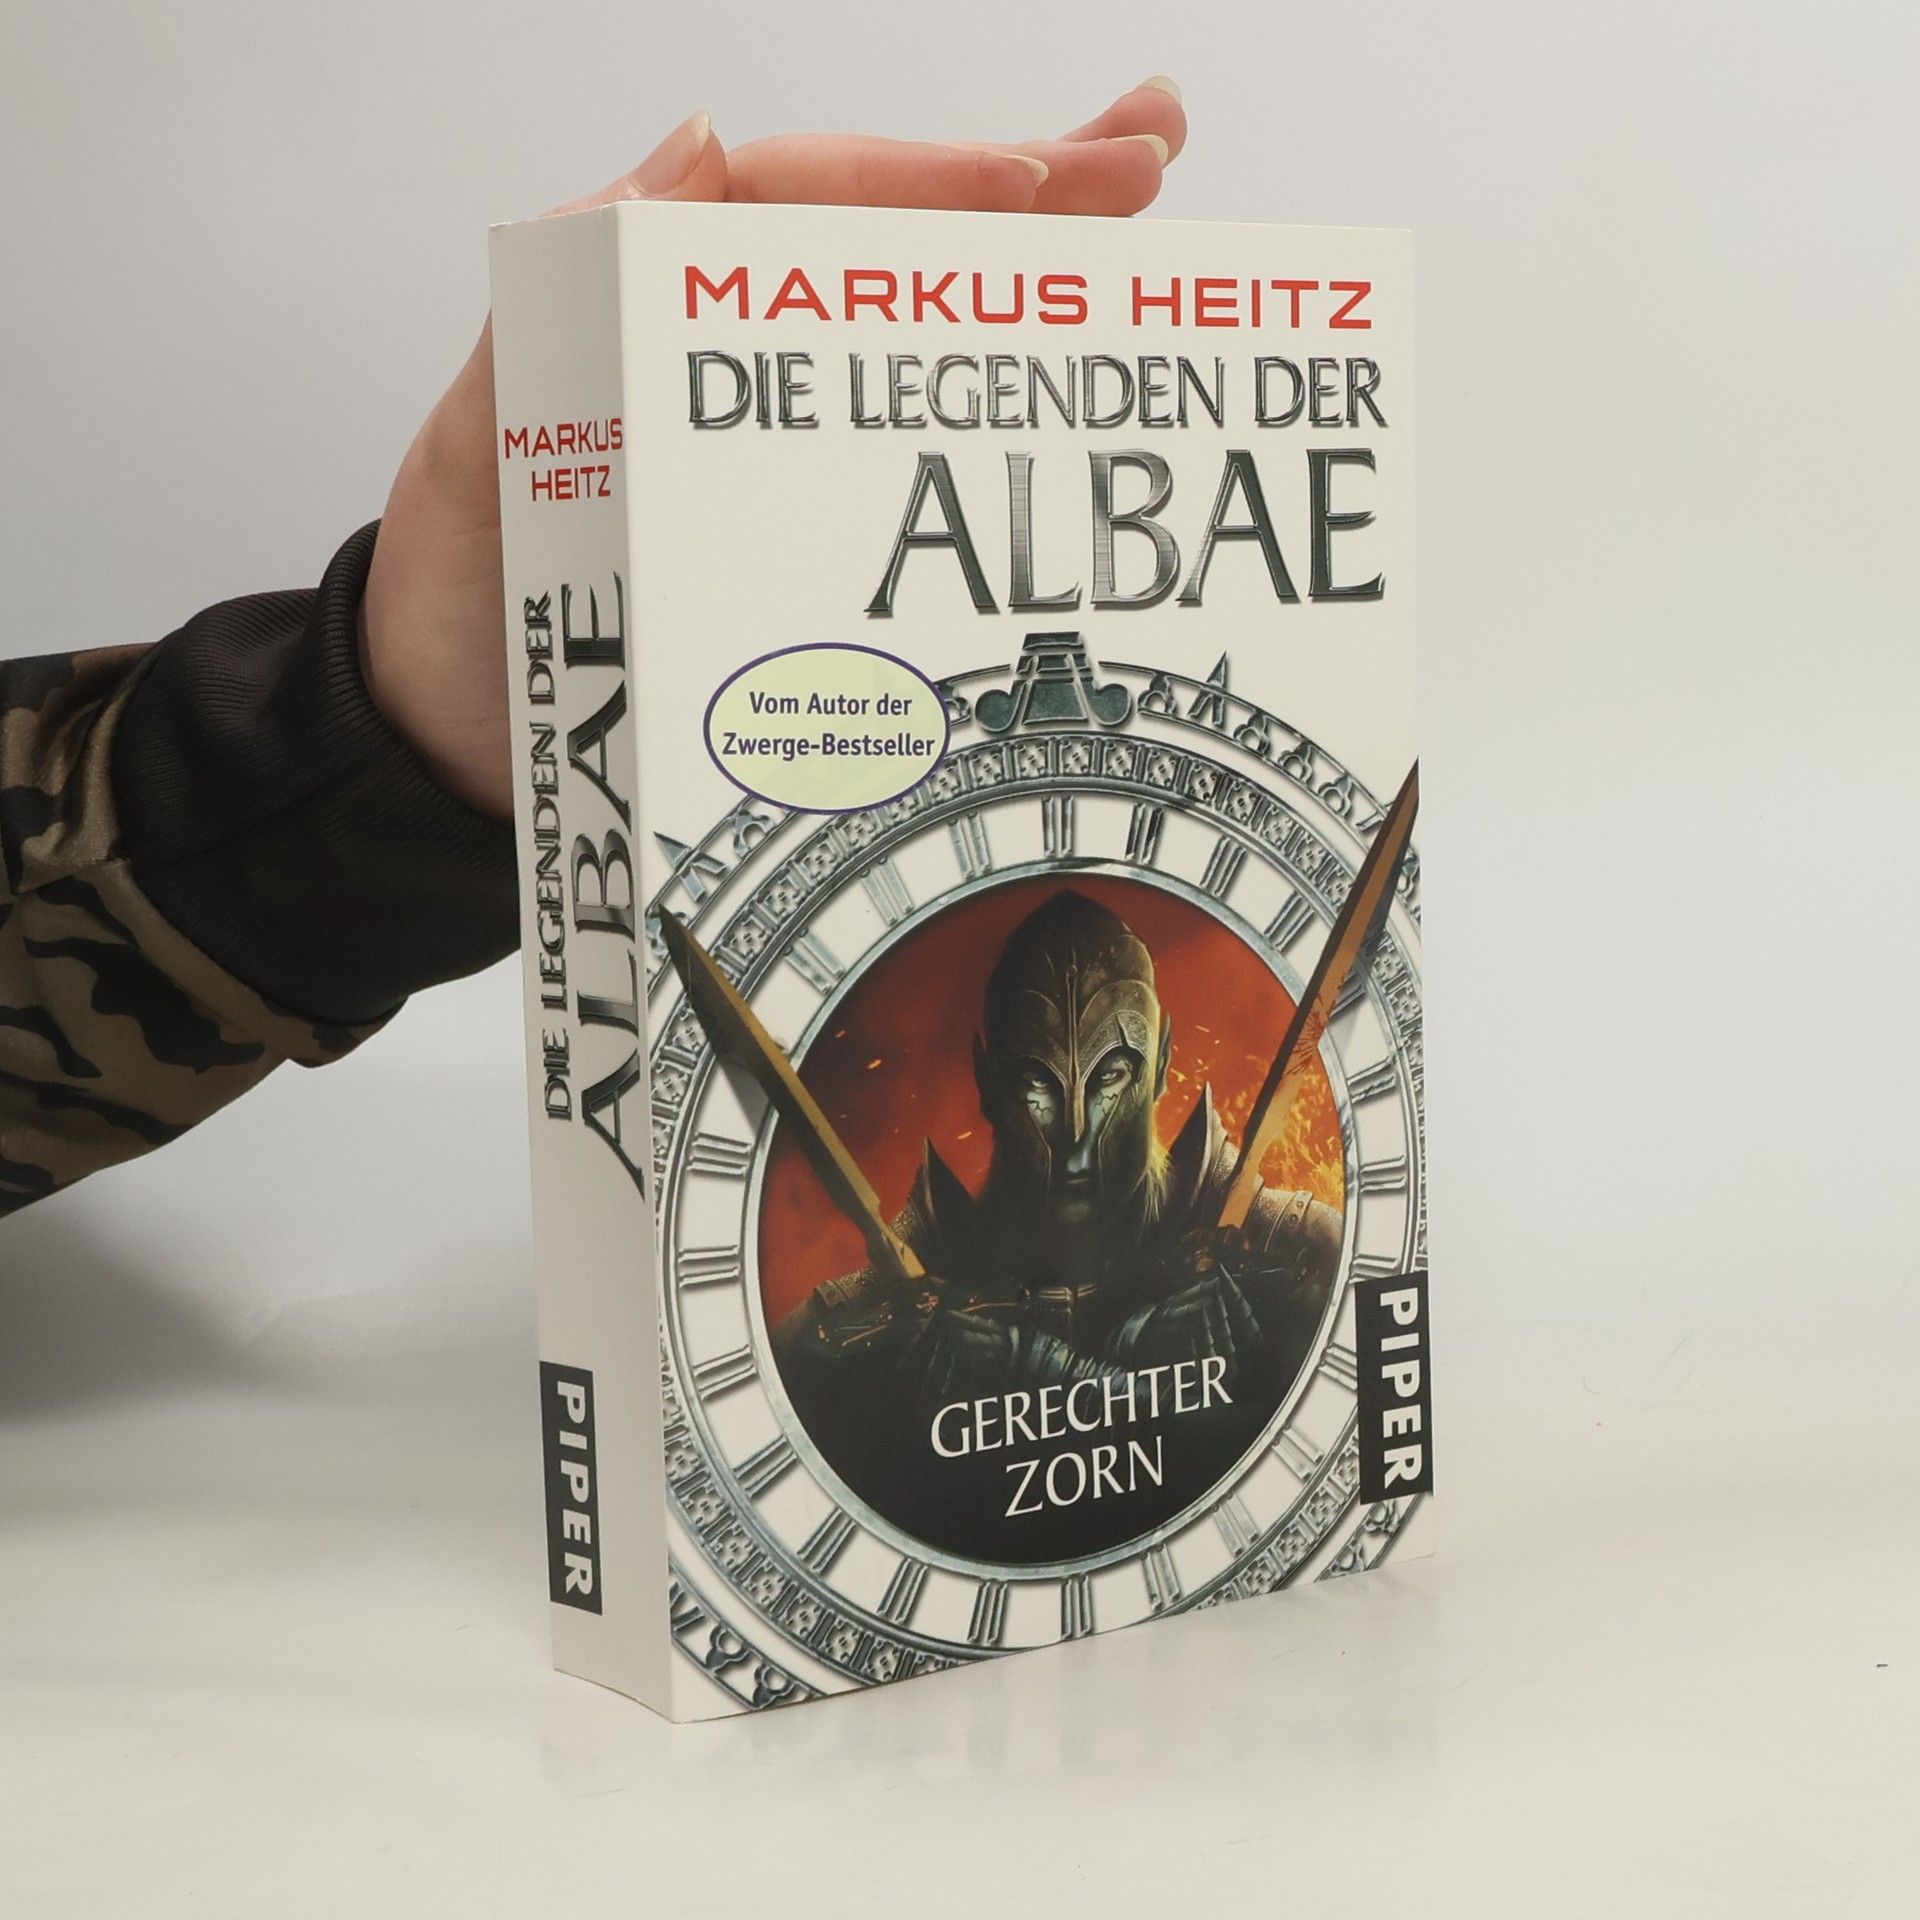 MARKUS HEITZ
DIE LEGENDEN DER
ALBAE
Vom Autor der
Zwerge-Bestseller
GERECHTER
ZORN
PIPER
MARKUS
HEITZ
DIE LEGENDEN DER
ALBAE
PIPER